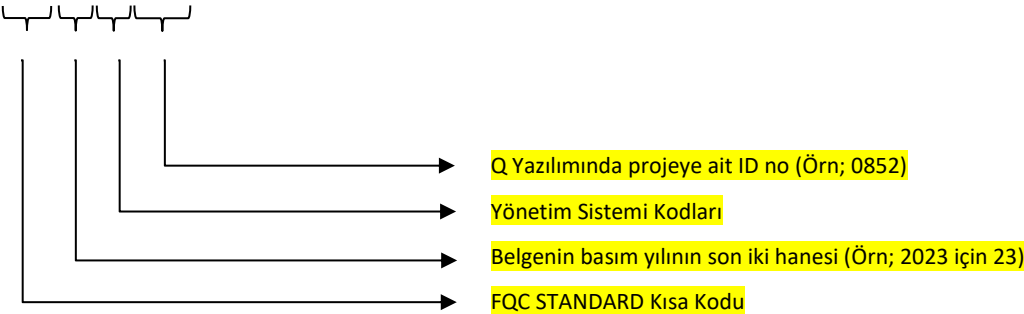 Q Yazılımında projeye ait ID no (Örn; 0852)
Yönetim Sistemi Kodları
Belgenin basım yılının son iki hanesi (Örn; 2023 için 23)
FQC STANDARD Kısa Kodu